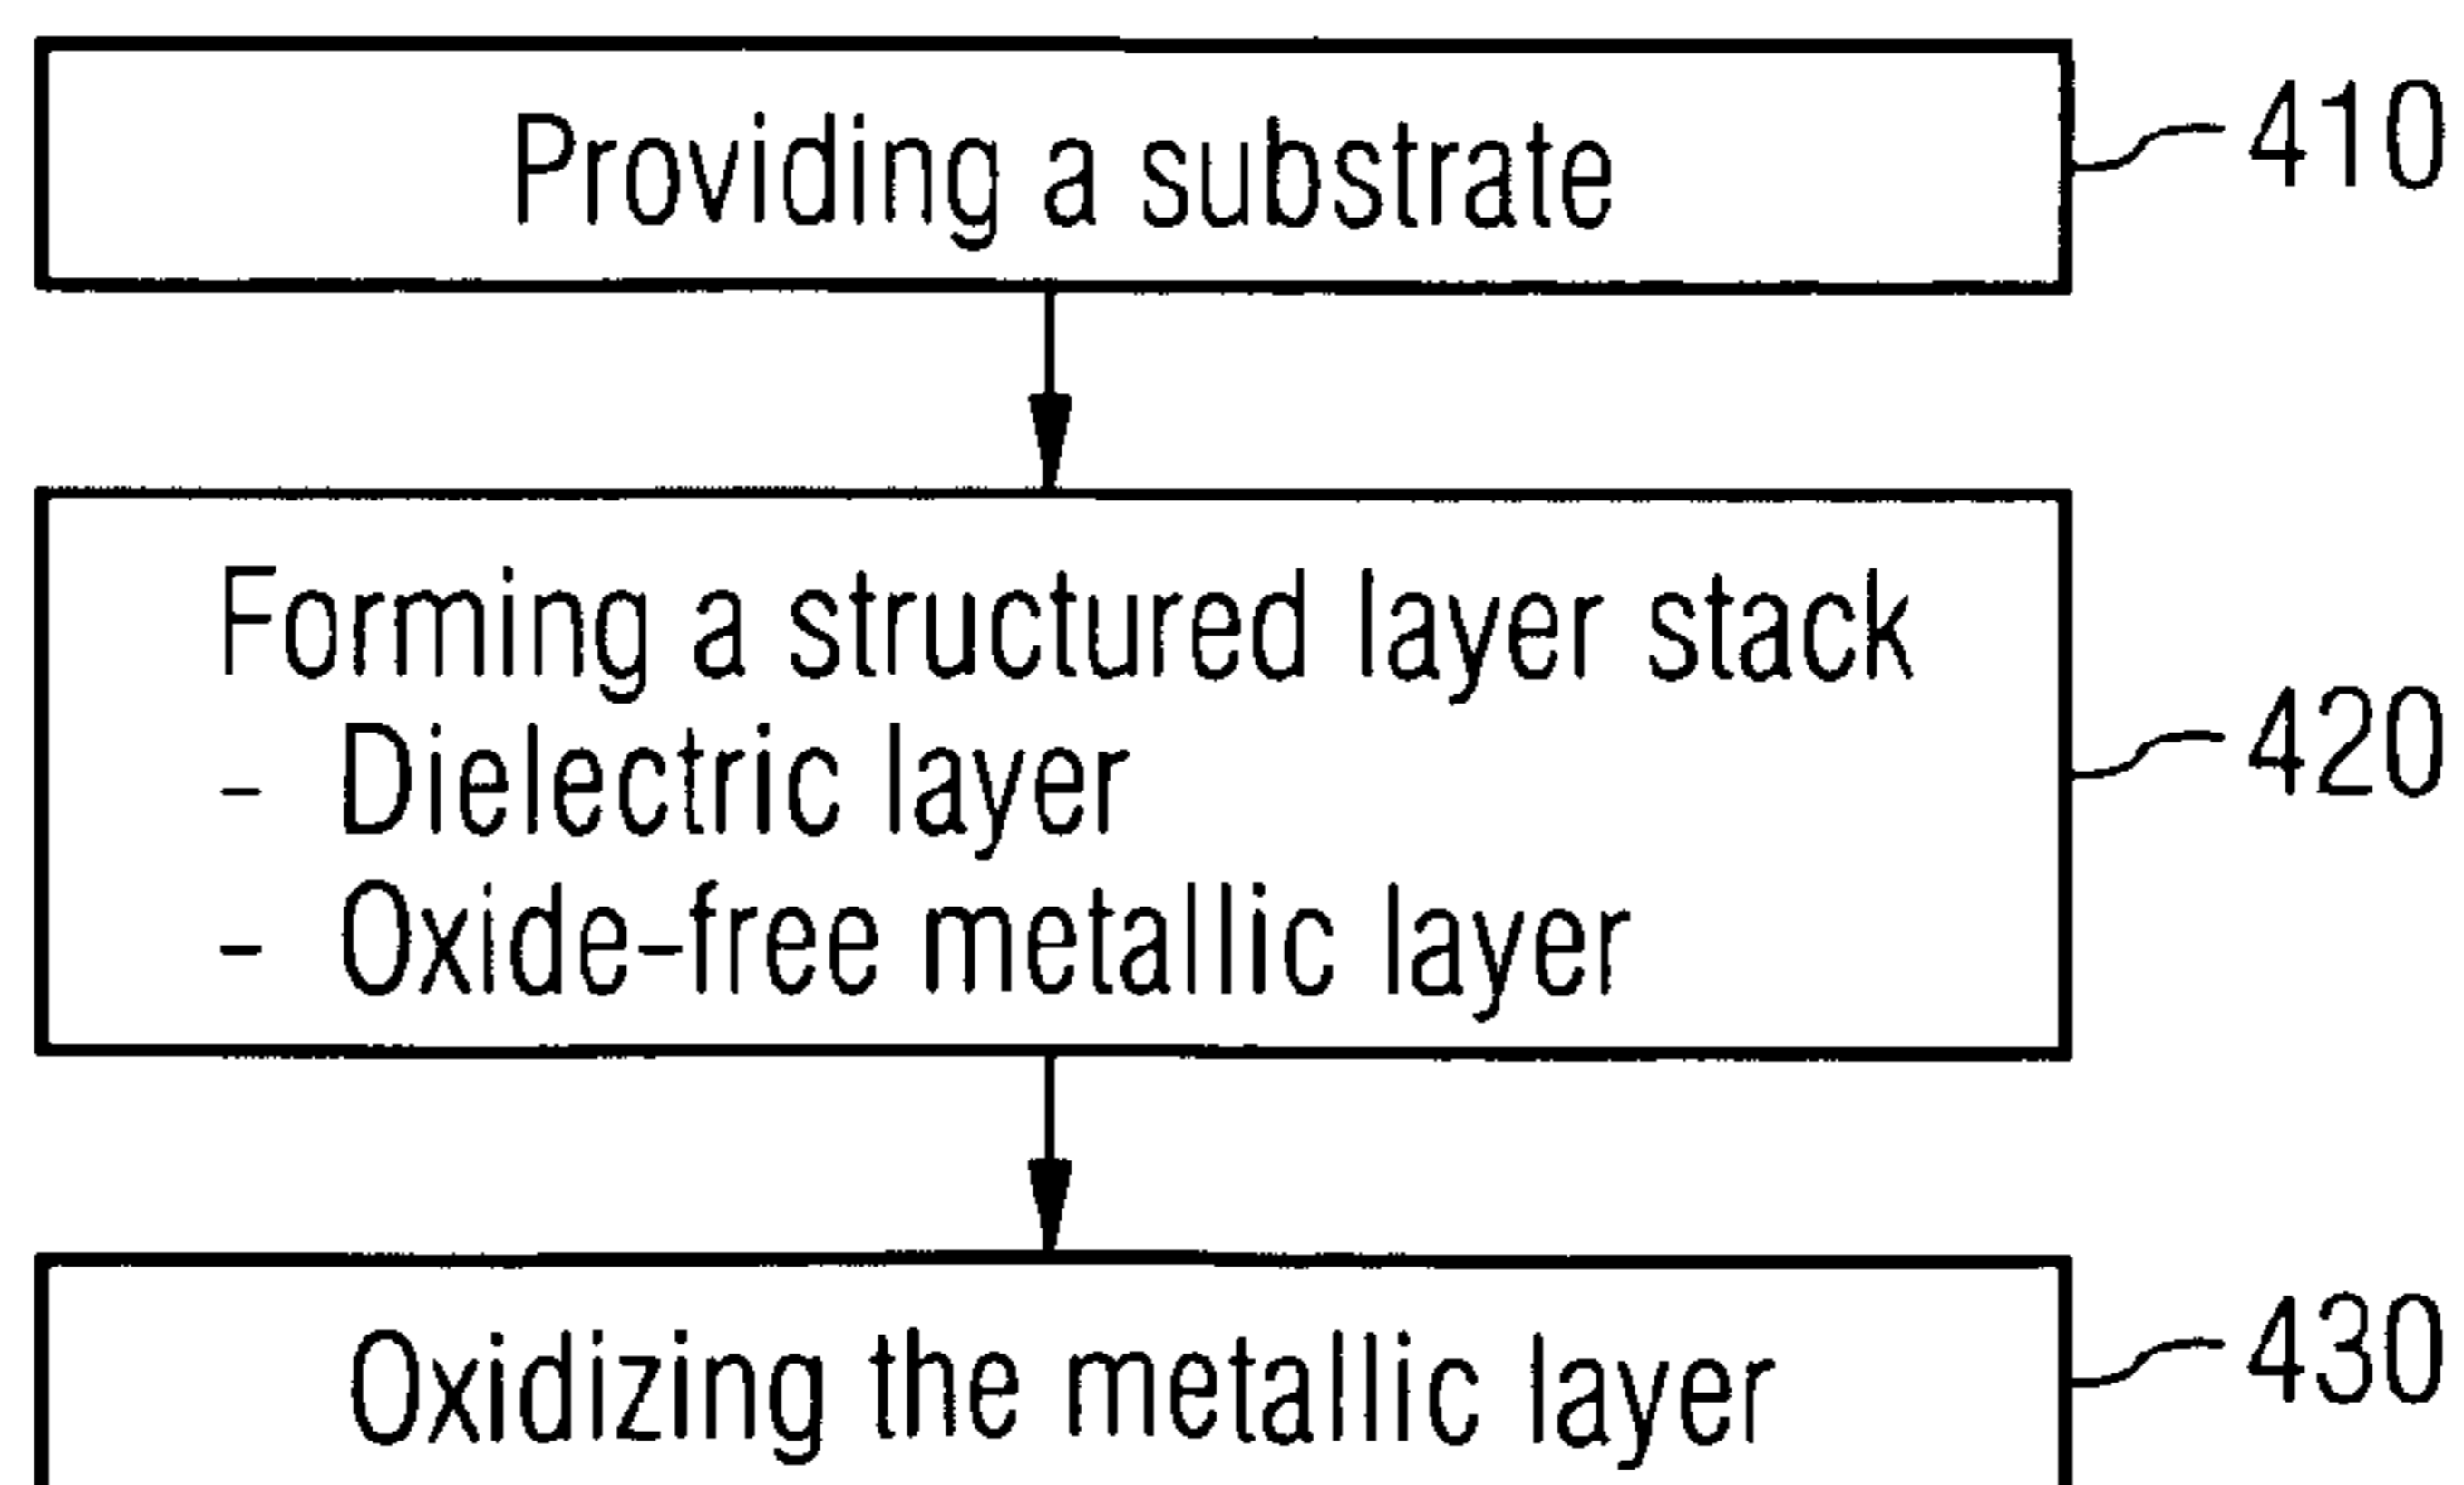 Providing a substrate
410
Forming a structured layer stack
- Dielectric layer
420
- Oxide-free metallic layer
Oxidizing the metallic layer
430